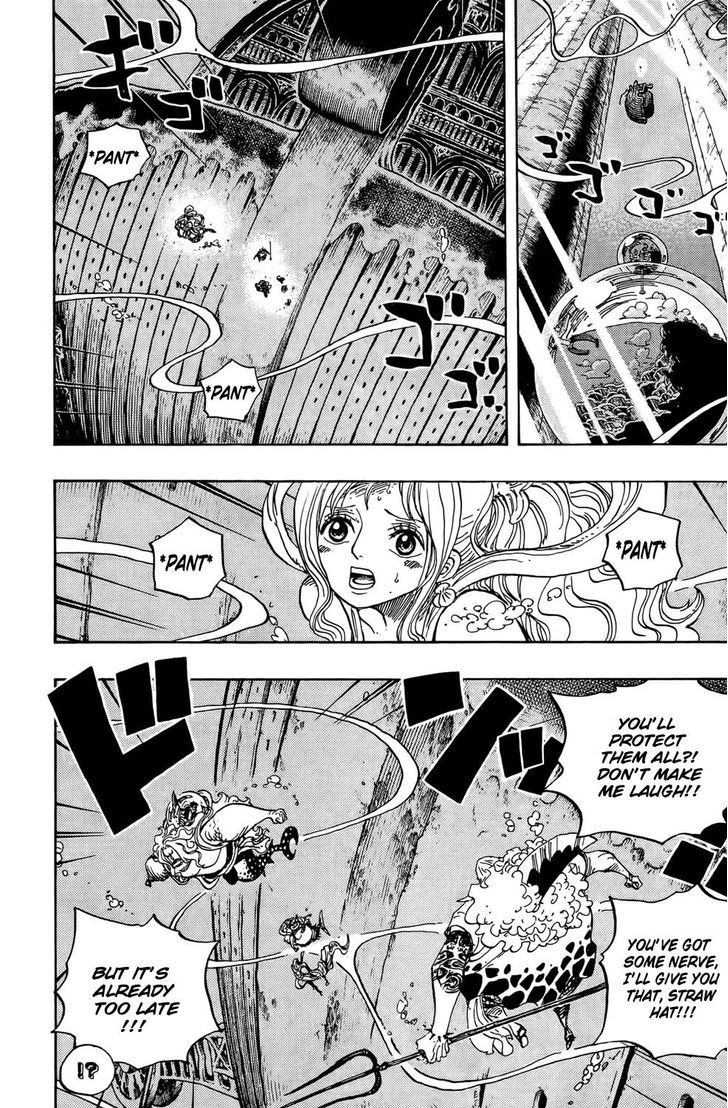 ゴゴゴ
ギ
ゴ
*PANT*
*PANT*
ゴゴ
*PANT*
*PANT*
ドン
YOU'LL
PROTECT
THEM ALL?!
DON'T MAKE
ME LAUGH!!
YOU'VE GOT
SOME NERVE,
I'LL GIVE YOU
THAT, STRAW
HAT!!!
BUT IT'S
ALREADY
TOO LATE
!!!
!?